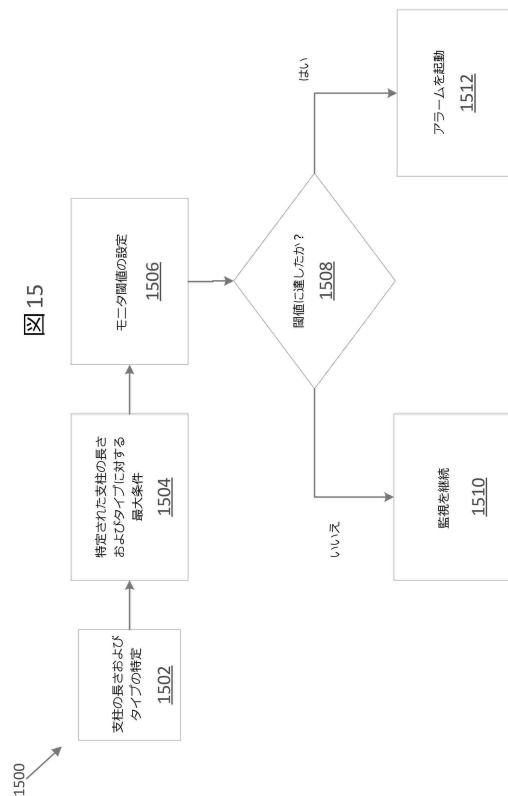 図 15
1500
支柱の長さおよび
タイプの特定
1502
特定された支柱の長さ
およびタイプに対する
最大条件
1504
モニタ閾値の設定
1506
閾値に達したか？
1508
いいえ
はい
監視を継続
1510
アラームを起動
1512